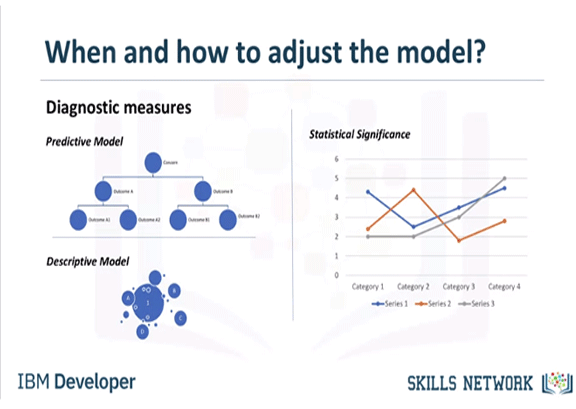 When and how to adjust the model?
Diagnostic measures
Predictive Model
Outcome A
Outcome B
Outcome A1
Outcome A2
Outcome B1
Outcome B2
Descriptive Model
A
B
C
D
1
Statistical Significance
6
5
4
3
2
1
0
Category 1 Category 2 Category 3 Category 4
Series 1 Series 2 Series 3
IBM Developer
SKILLS NETWORK